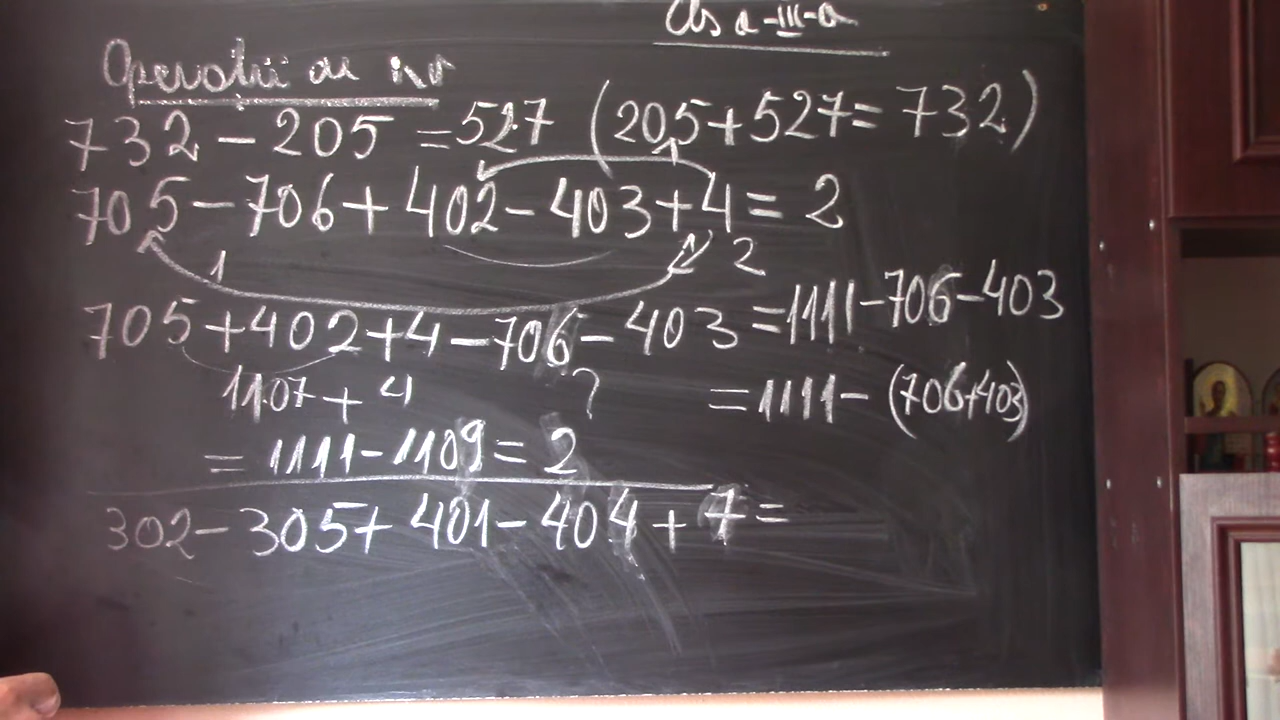 Cls a-III-a
Operații cu nr
732 - 205 = 527 (205 + 527 = 732)
705 - 706 + 402 - 403 + 4 = 2
1 2
705 + 402 + 4 - 706 - 403 = 1111 - 706 - 403
1107 + 4 ? = 1111 - (706 + 403)
= 1111 - 1109 = 2
302 - 305 + 401 - 404 + 7 =